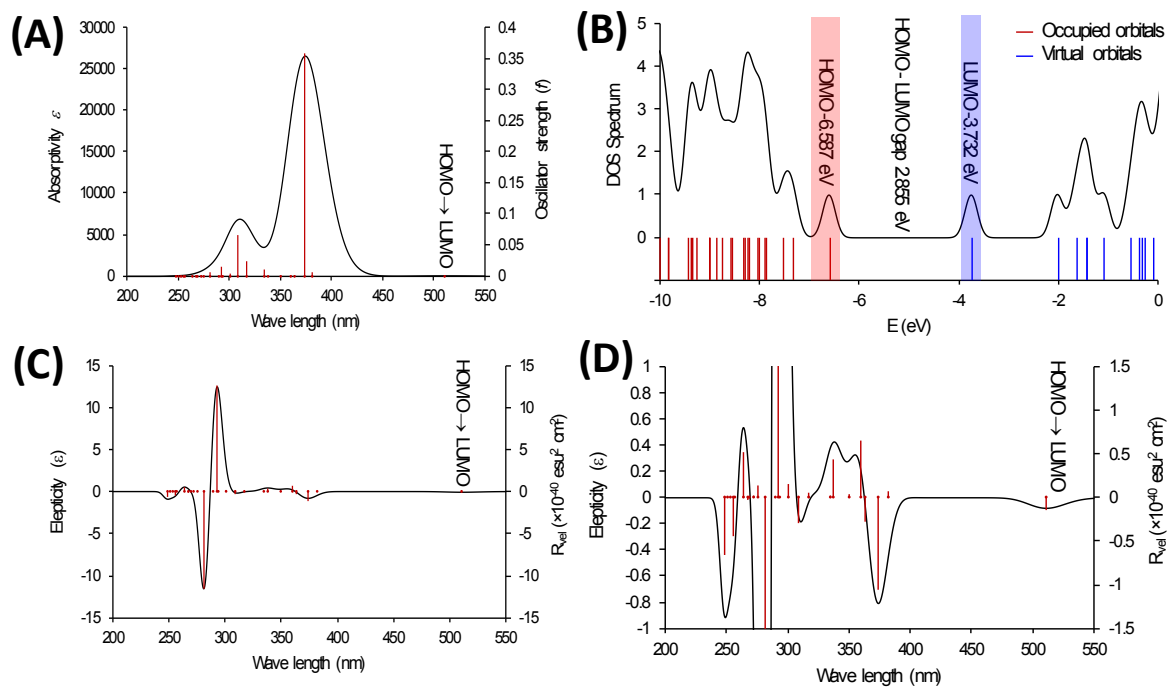 (A)
30000
25000
20000
15000
10000
5000
0
Absorptivity ε
0.4
0.35
0.3
0.25
0.2
0.15
0.1
0.05
0
Oscillator strength (f)
HOMO ← LUMO
200 250 300 350 400 450 500 550
Wave length (nm)
(B)
5
4
3
2
1
0
DOS Spectrum
HOMO -6.587 eV
HOMO - LUMO gap 2.855 eV
LUMO -3.732 eV
Occupied orbitals
Virtual orbitals
-10 -8 -6 -4 -2 0
E (eV)
(C)
15
10
5
0
-5
-10
-15
Elepticity (ε)
15
10
5
0
-5
-10
-15
Rvel (×10-40 esu2 cm2)
HOMO ← LUMO
200 250 300 350 400 450 500 550
Wave length (nm)
(D)
1
0.8
0.6
0.4
0.2
0
-0.2
-0.4
-0.6
-0.8
-1
Elepticity (ε)
1.5
1
0.5
0
-0.5
-1
-1.5
Rvel (×10-40 esu2 cm2)
HOMO ← LUMO
200 250 300 350 400 450 500 550
Wave length (nm)